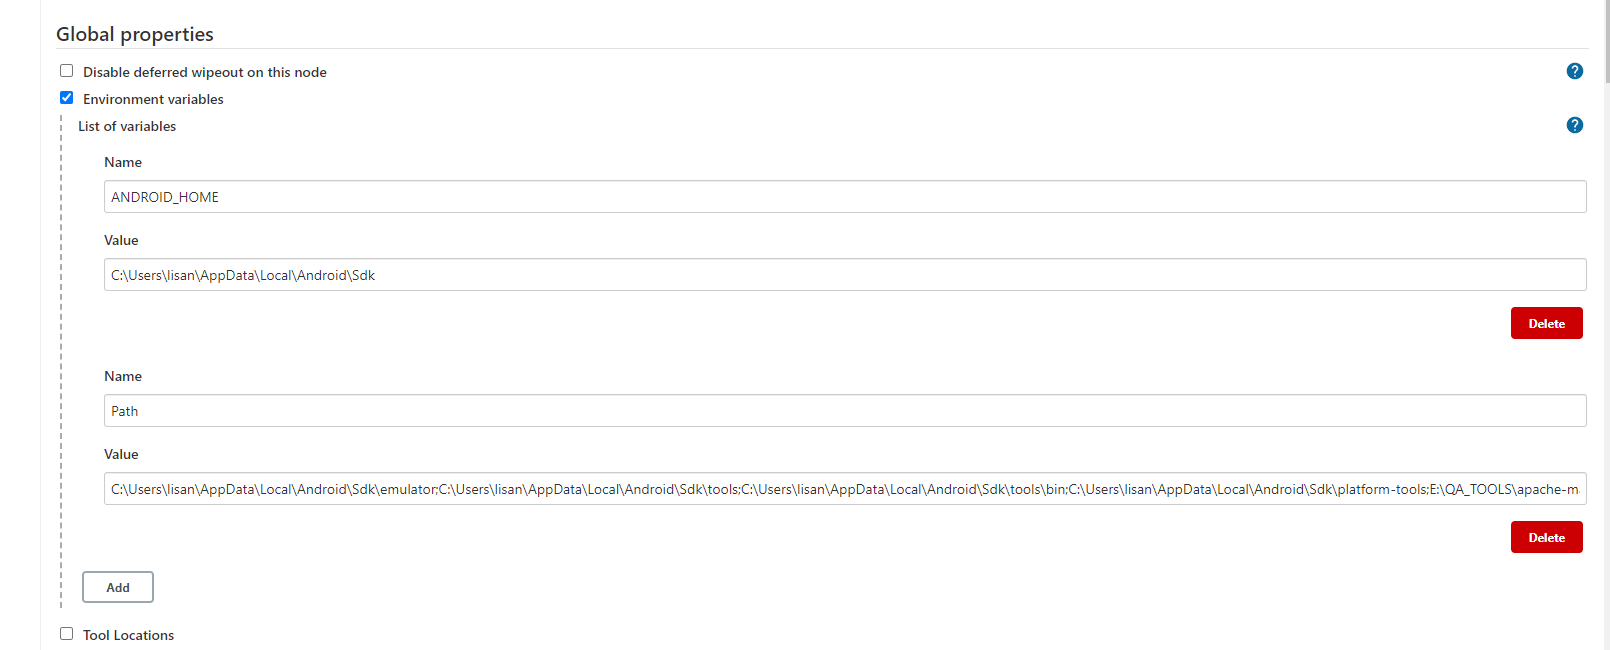 Global properties
Disable deferred wipeout on this node
?
Environment variables
List of variables
?
Name
ANDROID_HOME
Value
C:\Users\lisan\AppData\Local\Android\Sdk
Delete
Name
Path
Value
C:\Users\lisan\AppData\Local\Android\Sdk\emulator;C:\Users\lisan\AppData\Local\Android\Sdk\tools;C:\Users\lisan\AppData\Local\Android\Sdk\tools\bin;C:\Users\lisan\AppData\Local\Android\Sdk\platform-tools;E:\QA_TOOLS\apache-m
Delete
Add
Tool Locations